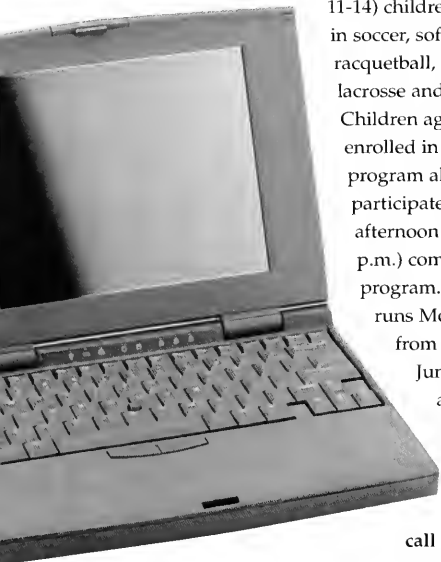 11-14) childre
in soccer, sof
racquetball,
lacrosse and
Children ag
enrolled in
program al
participate
afternoon
p.m.) com
program.
runs Mo
from
Jun
a
call